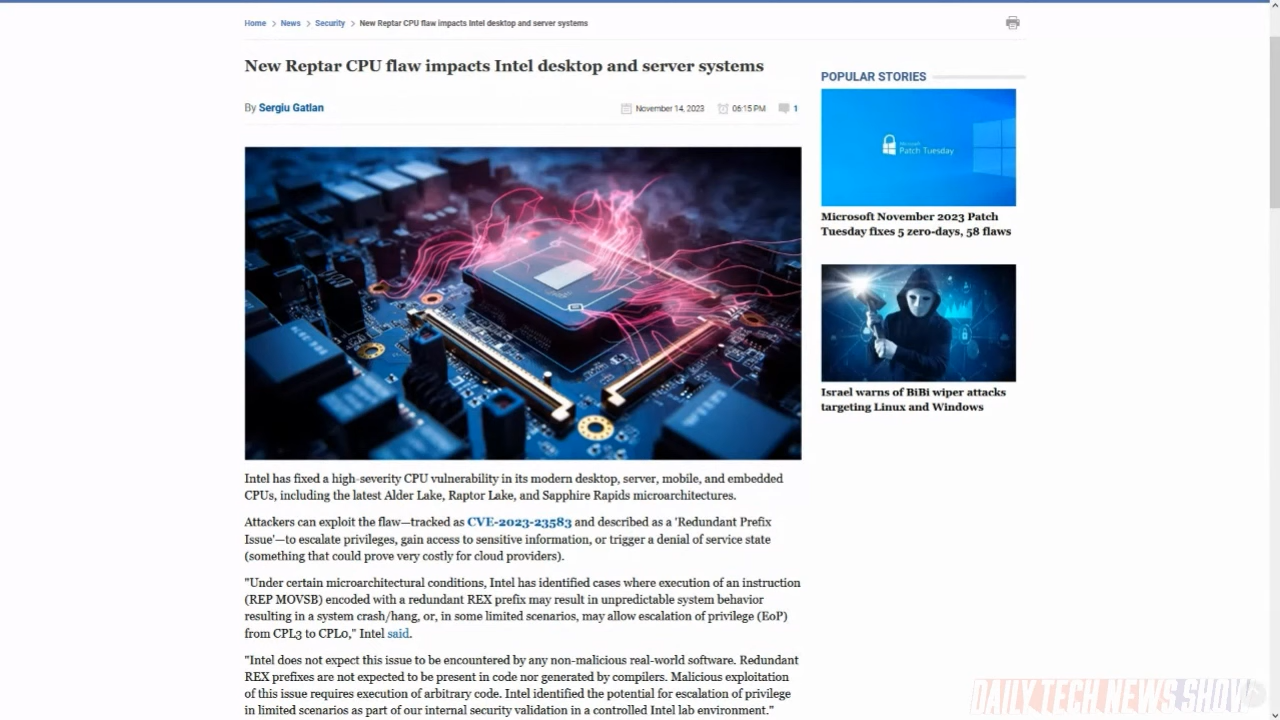 Home > News > Security > New Reptar CPU flaw impacts Intel desktop and server systems
New Reptar CPU flaw impacts Intel desktop and server systems
By Sergiu Gatlan
November 14, 2023
06:15 PM
1
Intel has fixed a high-severity CPU vulnerability in its modern desktop, server, mobile, and embedded
CPUs, including the latest Alder Lake, Raptor Lake, and Sapphire Rapids microarchitectures.
Attackers can exploit the flaw—tracked as CVE-2023-23583 and described as a 'Redundant Prefix
Issue'—to escalate privileges, gain access to sensitive information, or trigger a denial of service state
(something that could prove very costly for cloud providers).
"Under certain microarchitectural conditions, Intel has identified cases where execution of an instruction
(REP MOVSB) encoded with a redundant REX prefix may result in unpredictable system behavior
resulting in a system crash/hang, or, in some limited scenarios, may allow escalation of privilege (EoP)
from CPL3 to CPL0," Intel said.
"Intel does not expect this issue to be encountered by any non-malicious real-world software. Redundant
REX prefixes are not expected to be present in code nor generated by compilers. Malicious exploitation
of this issue requires execution of arbitrary code. Intel identified the potential for escalation of privilege
in limited scenarios as part of our internal security validation in a controlled Intel lab environment."
POPULAR STORIES
Microsoft
Patch Tuesday
Microsoft November 2023 Patch
Tuesday fixes 5 zero-days, 58 flaws
Israel warns of BiBi wiper attacks
targeting Linux and Windows
DAILY TECH NEWS SHOW